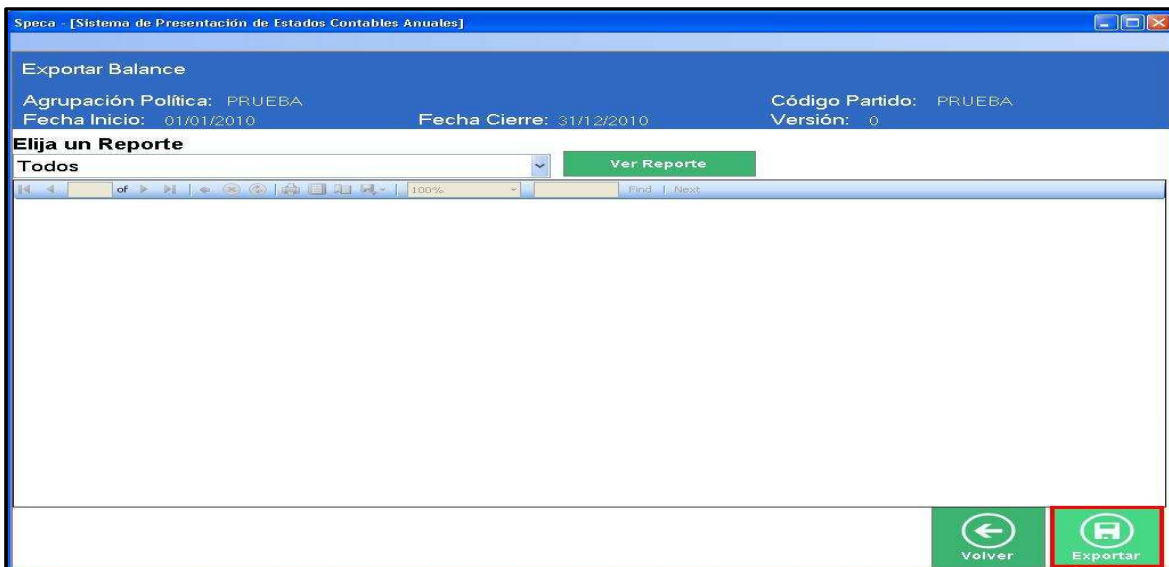 Speca - [Sistema de Presentación de Estados Contables Anuales]
Exportar Balance
Agrupación Política: PRUEBA Código Partido: PRUEBA
Fecha Inicio: 01/01/2010 Fecha Cierre: 31/12/2010 Versión: 0
Elija un Reporte
Todos Ver Reporte
of 100% Find | Next
Volver Exportar